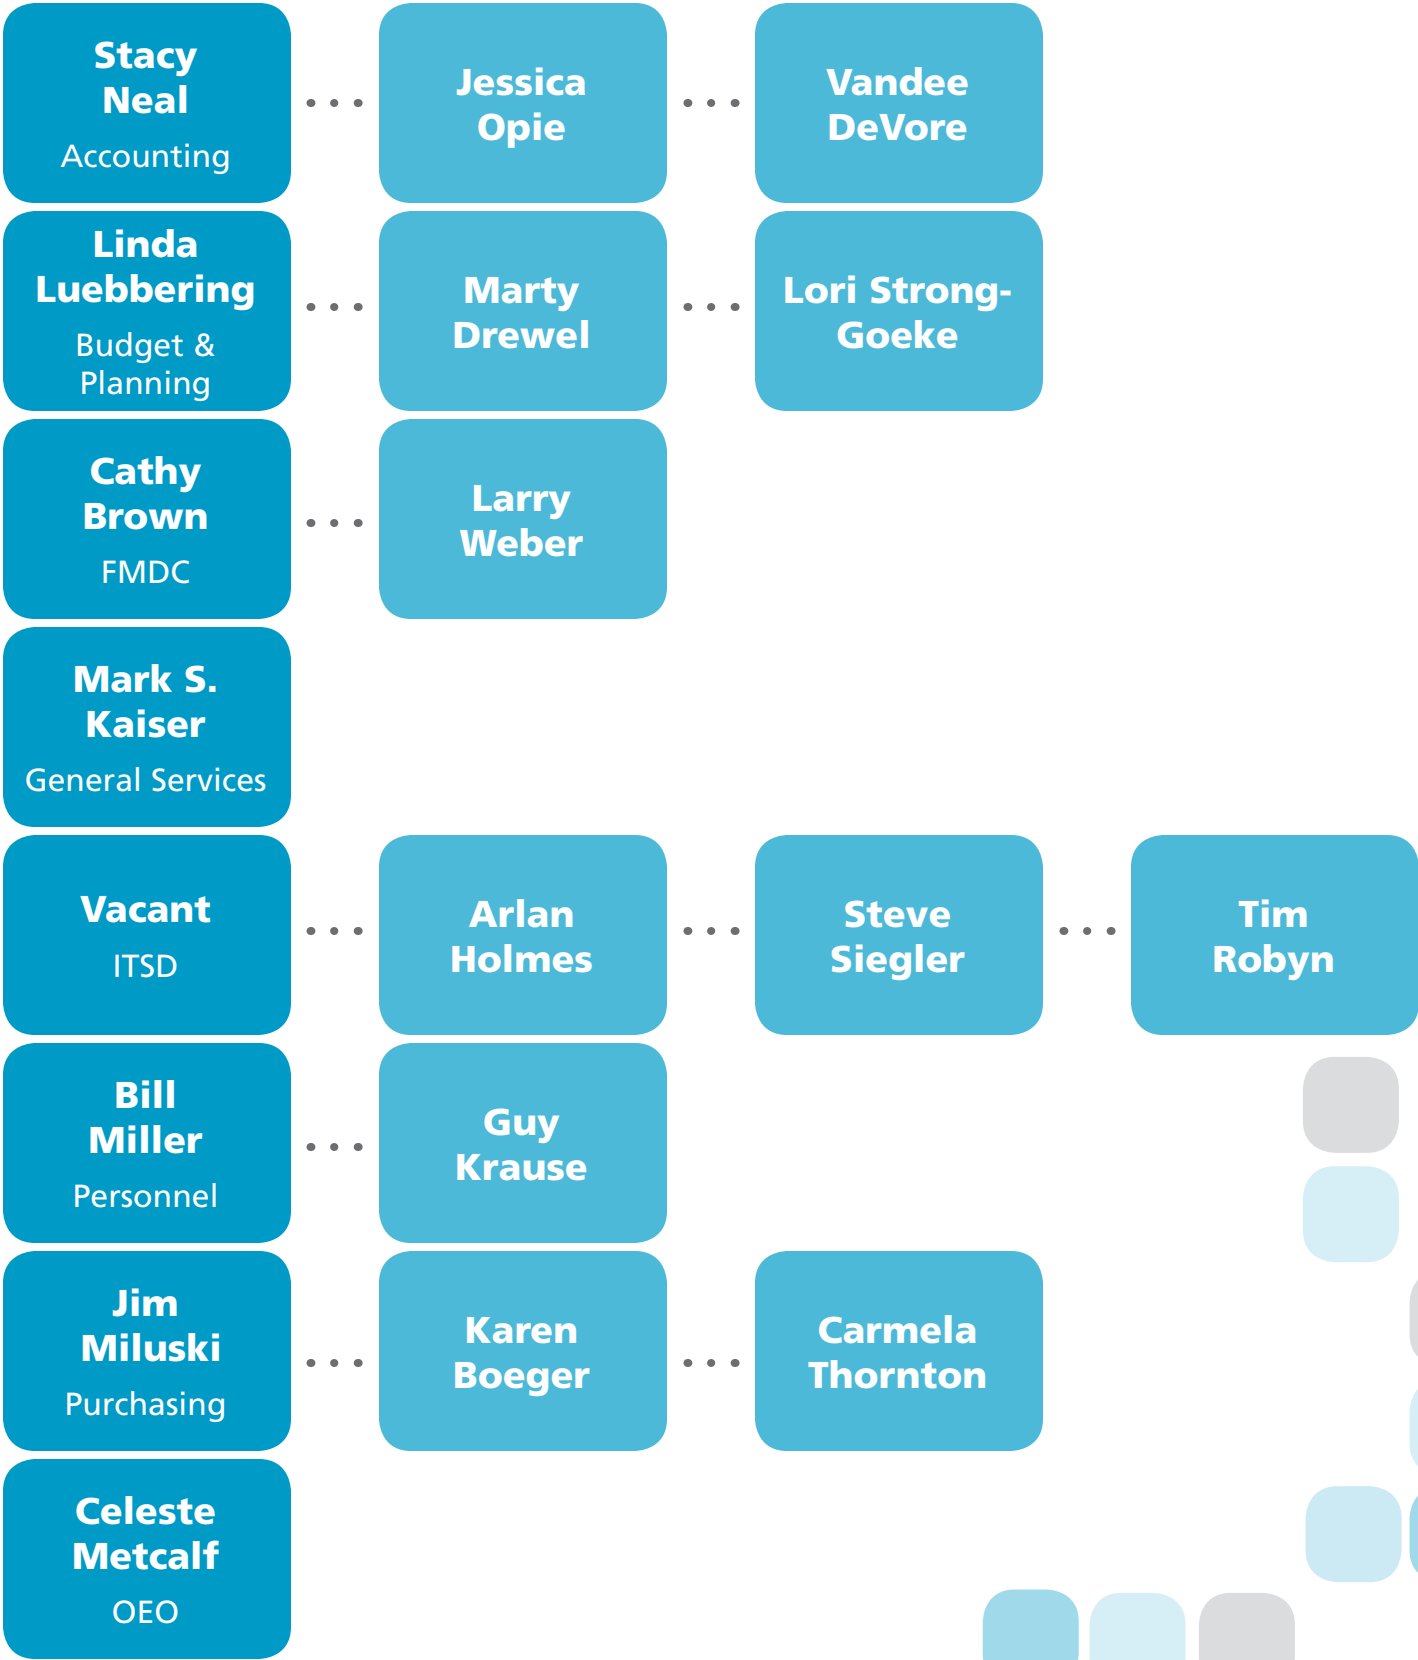 Stacy
Neal
Accounting
Jessica
Opie
Vandee
DeVore
Linda
Luebbering
Budget &
Planning
Marty
Drewel
Lori Strong-
Goeke
Cathy
Brown
FMDC
Larry
Weber
Mark S.
Kaiser
General Services
Vacant
ITSD
Arlan
Holmes
Steve
Siegler
Tim
Robyn
Bill
Miller
Personnel
Guy
Krause
Jim
Miluski
Purchasing
Karen
Boeger
Carmela
Thornton
Celeste
Metcalf
OEO